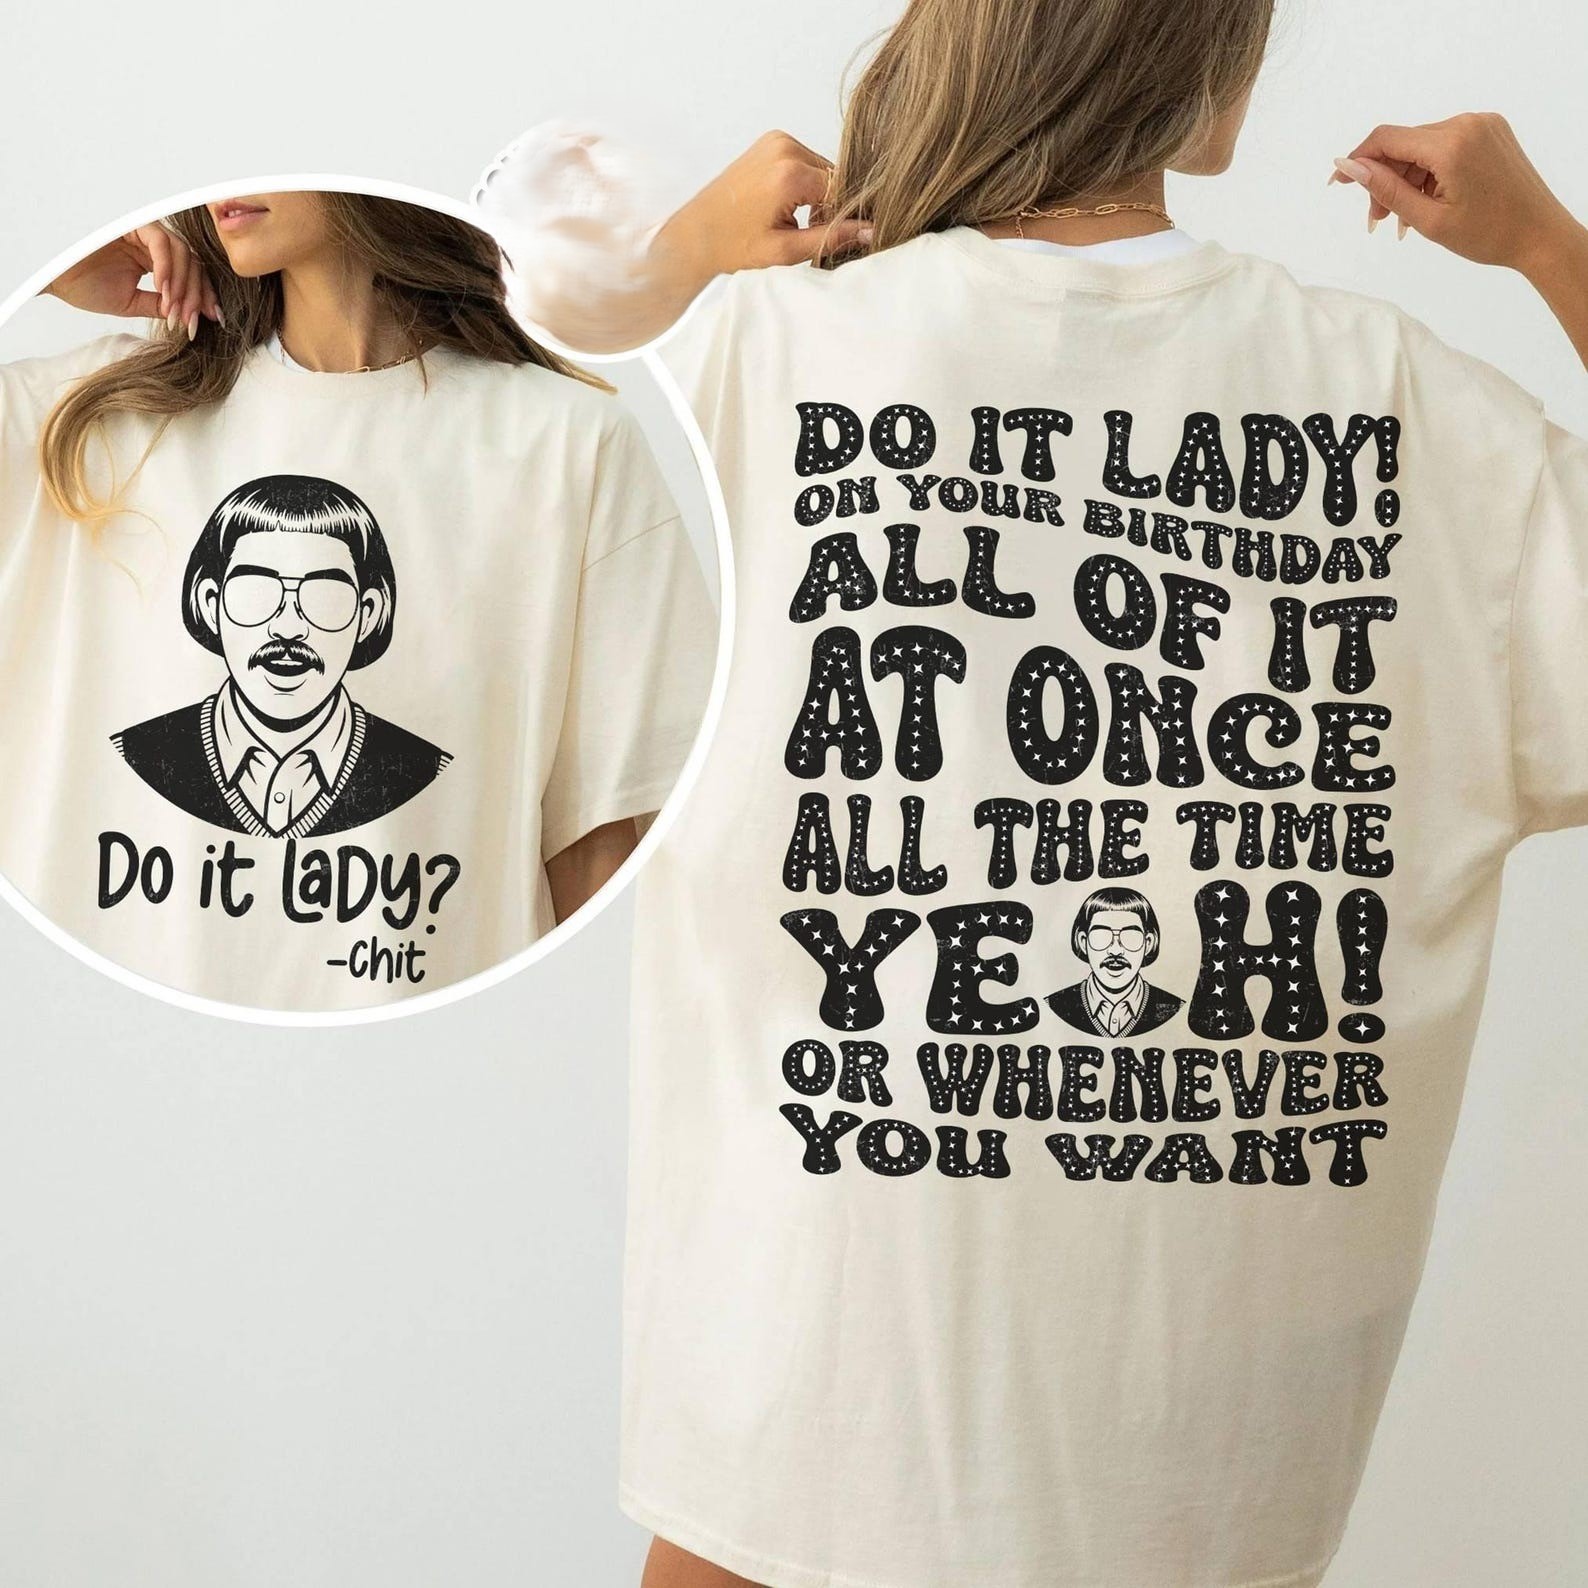 Do it Lady?
-Chit
DO IT LADY!
ON YOUR BIRTHDAY
ALL OF IT
AT ONCE
ALL THE TIME
YE H!
OR WHENEVER
YOU WANT